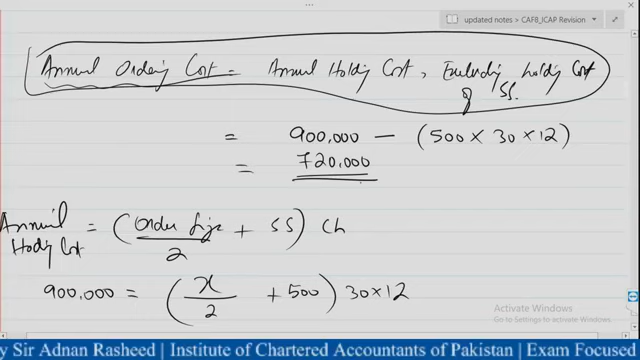 updated notes > CAF8_ICAP Revision
Annual Ordering Cost = Annual Holding Cost, Excluding holding Cost
of SS.
= 900,000 – (500 × 30 × 12)
= 720,000
Annual Holding Cost = (Order Size / 2 + SS) Ch
900,000 = (x / 2 + 500) 30×12
Activate Windows
Go to Settings to activate Windows.
y Sir Adnan Rasheed | Institute of Chartered Accountants of Pakistan | Exam Focused